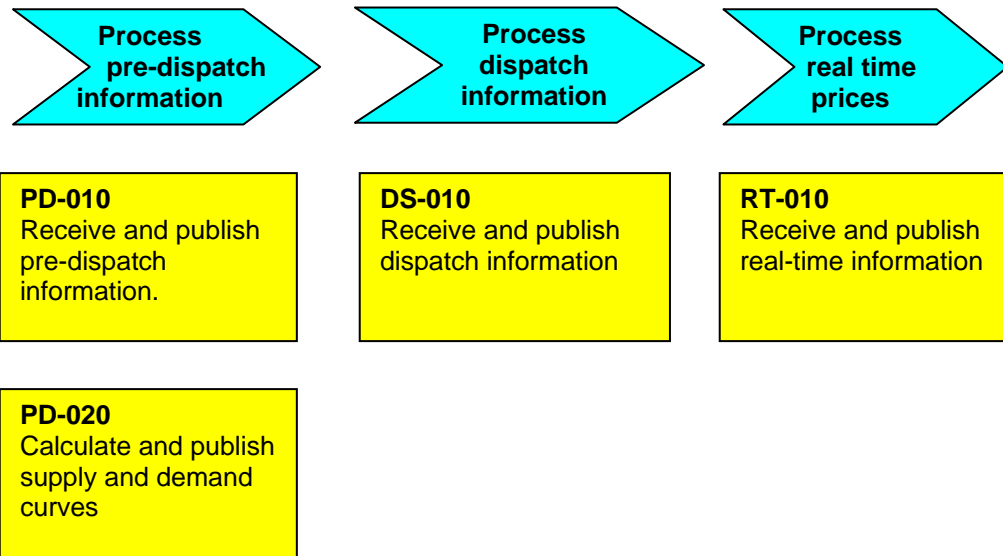 Process
pre-dispatch
information
Process
dispatch
information
Process
real time
prices
PD-010
Receive and publish
pre-dispatch
information.
DS-010
Receive and publish
dispatch information
RT-010
Receive and publish
real-time information
PD-020
Calculate and publish
supply and demand
curves